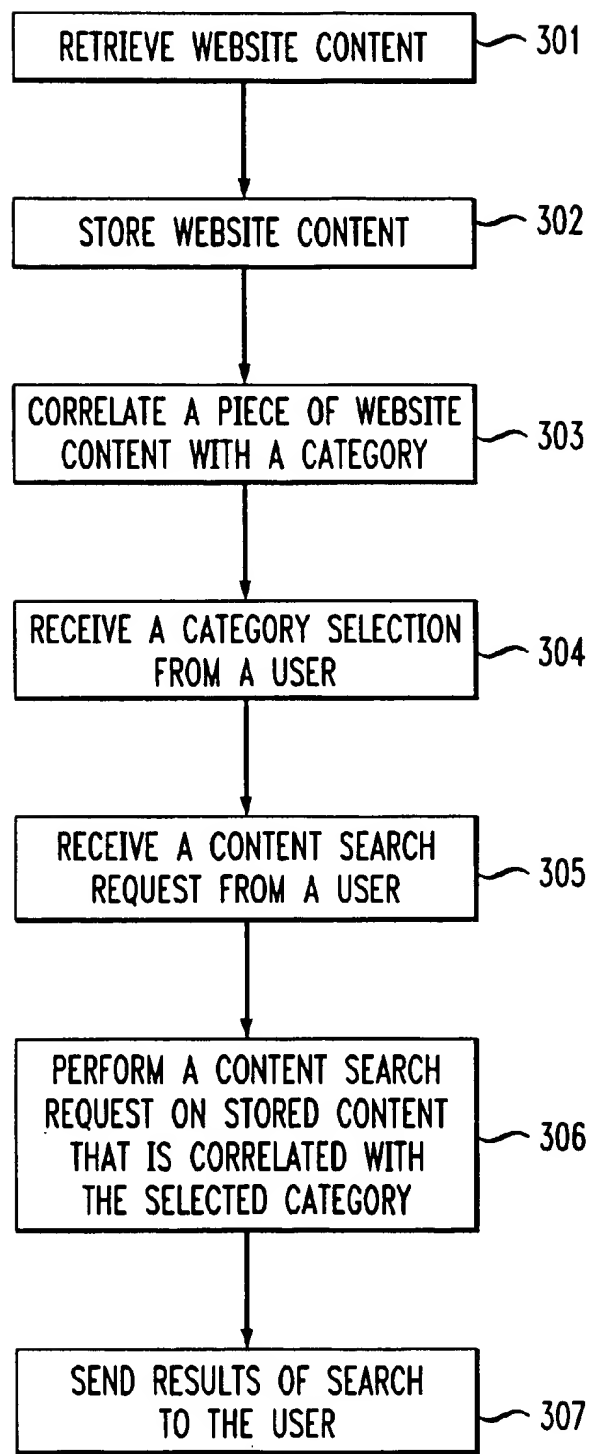 RETRIEVE WEBSITE CONTENT
301
STORE WEBSITE CONTENT
302
CORRELATE A PIECE OF WEBSITE
CONTENT WITH A CATEGORY
303
RECEIVE A CATEGORY SELECTION
FROM A USER
304
RECEIVE A CONTENT SEARCH
REQUEST FROM A USER
305
PERFORM A CONTENT SEARCH
REQUEST ON STORED CONTENT
THAT IS CORRELATED WITH
THE SELECTED CATEGORY
306
SEND RESULTS OF SEARCH
TO THE USER
307